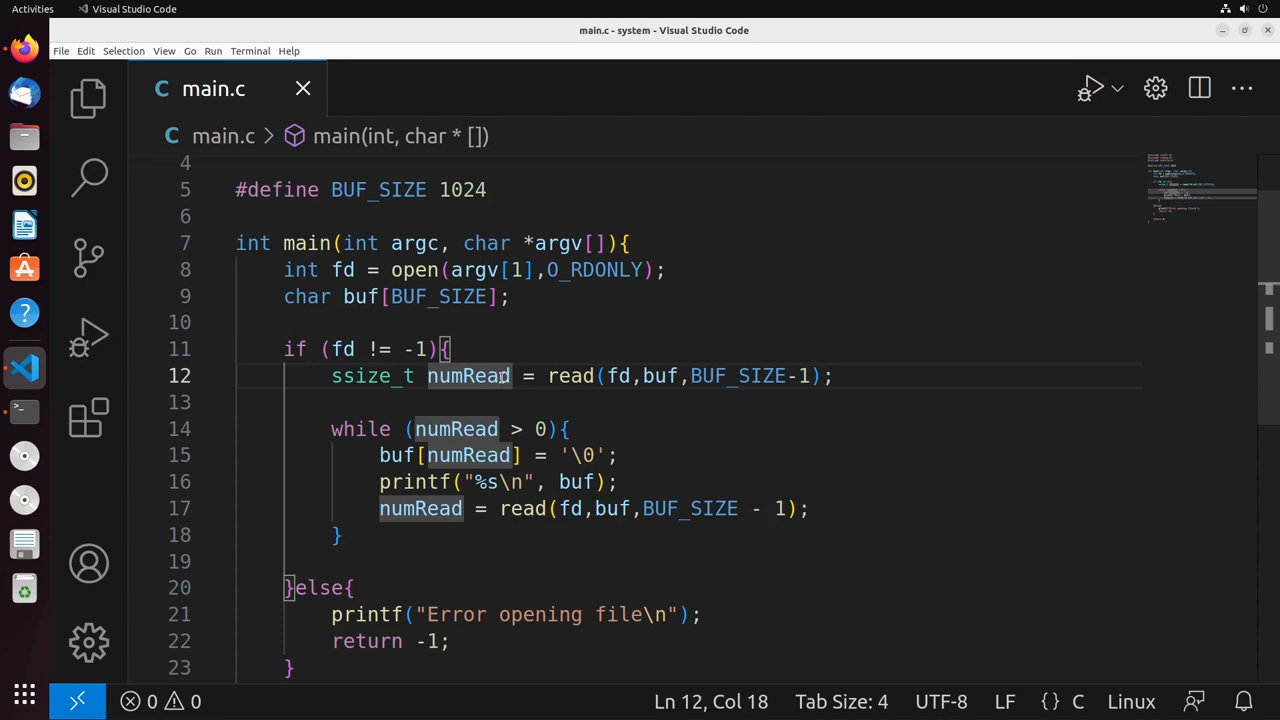 Activities Visual Studio Code
main.c - system - Visual Studio Code
File Edit Selection View Go Run Terminal Help
C main.c
C main.c > main(int, char * [])
4
5 #define BUF_SIZE 1024
6
7 int main(int argc, char *argv[]){
8 int fd = open(argv[1],O_RDONLY);
9 char buf[BUF_SIZE];
10
11 if (fd != -1){
12 ssize_t numRead = read(fd,buf,BUF_SIZE-1);
13
14 while (numRead > 0){
15 buf[numRead] = '\0';
16 printf("%s\n", buf);
17 numRead = read(fd,buf,BUF_SIZE - 1);
18 }
19
20 }else{
21 printf("Error opening file\n");
22 return -1;
23 }
0 0 Ln 12, Col 18 Tab Size: 4 UTF-8 LF {} C Linux